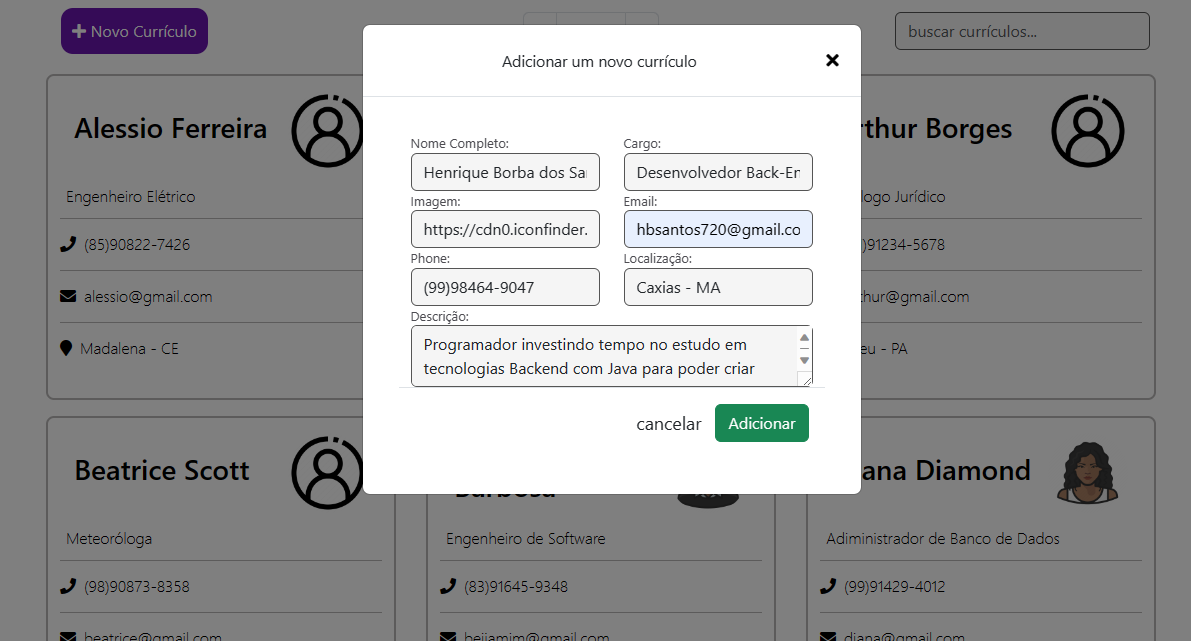 Novo Currículo
buscar currículos...
Adicionar um novo currículo
Nome Completo:
Cargo:
Henrique Borba dos Sa
Desenvolvedor Back-En
Imagem:
Email:
https://cdn0.iconfinder.
hbsantos720@gmail.co
Phone:
Localização:
(99)98464-9047
Caxias - MA
Descrição:
Programador investindo tempo no estudo em
tecnologias Backend com Java para poder criar
cancelar
Adicionar
Alessio Ferreira
Engenheiro Elétrico
(85)90822-7426
alessio@gmail.com
Madalena - CE
thur Borges
logo Jurídico
)91234-5678
hur@gmail.com
eu - PA
Beatrice Scott
Meteoróloga
(98)90873-8358
beatrice@gmail.com
Barbosa
Engenheiro de Software
(83)91645-9348
bejjamim@gmail.com
ana Diamond
Adiministrador de Banco de Dados
(99)91429-4012
diana@gmail.com